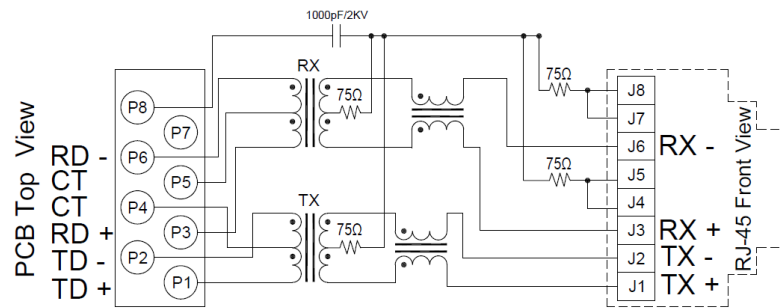 1000pF/2KV
RX
75Ω
75Ω
75Ω
75Ω
TX
PCB Top View
P8
P7
P6
P5
P4
P3
P2
P1
RD -
CT
CT
RD +
TD -
TD +
J8
J7
J6
J5
J4
J3
J2
J1
RX -
RX +
TX -
TX +
RJ-45 Front View